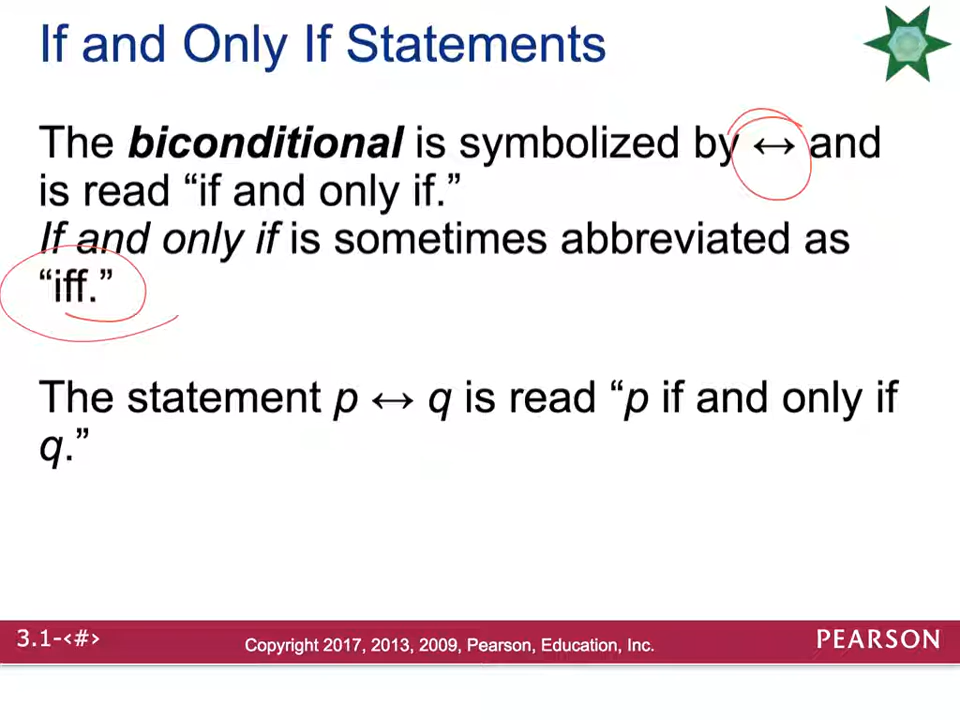 If and Only If Statements
The biconditional is symbolized by ↔ and
is read “if and only if.”
If and only if is sometimes abbreviated as
“iff.”
The statement p ↔ q is read “p if and only if
q.”
3.1-<#>
Copyright 2017, 2013, 2009, Pearson, Education, Inc.
PEARSON